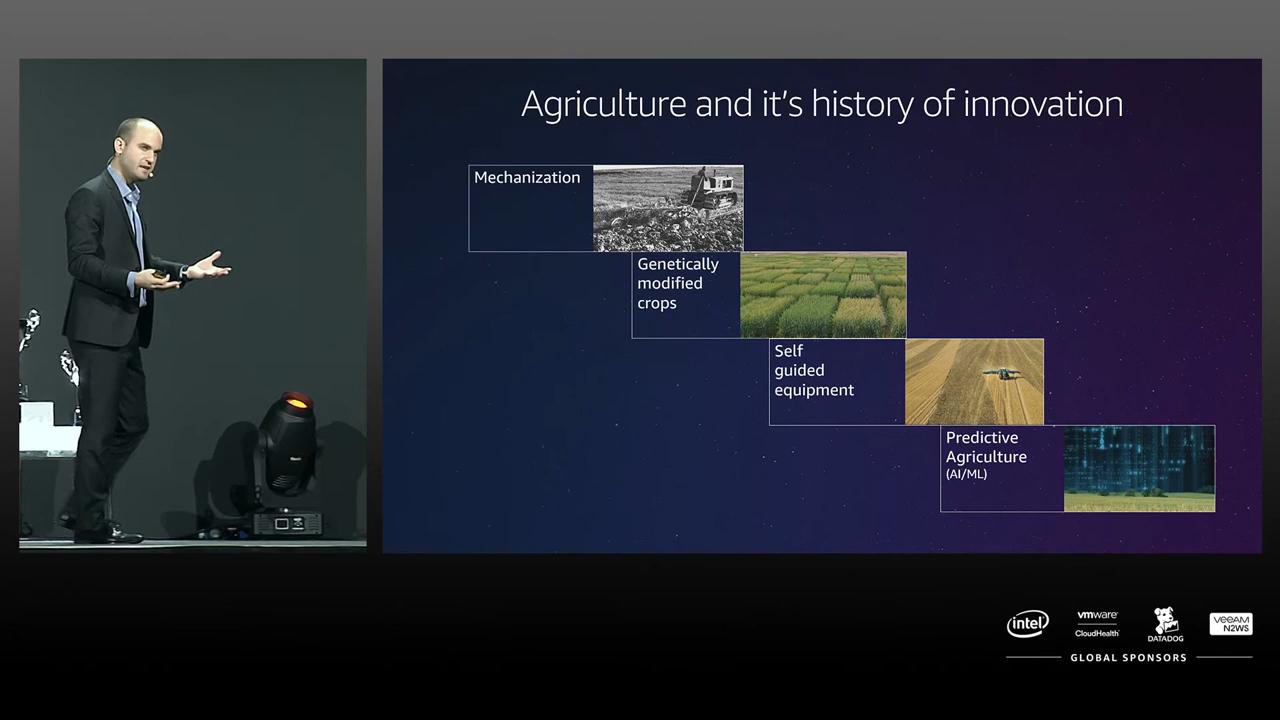 Agriculture and it's history of innovation
Mechanization
Genetically
modified
crops
Self
guided
equipment
Predictive
Agriculture
(AI/ML)
intel
vmware
CloudHealth
DATADOG
veeam
N2WS
GLOBAL SPONSORS